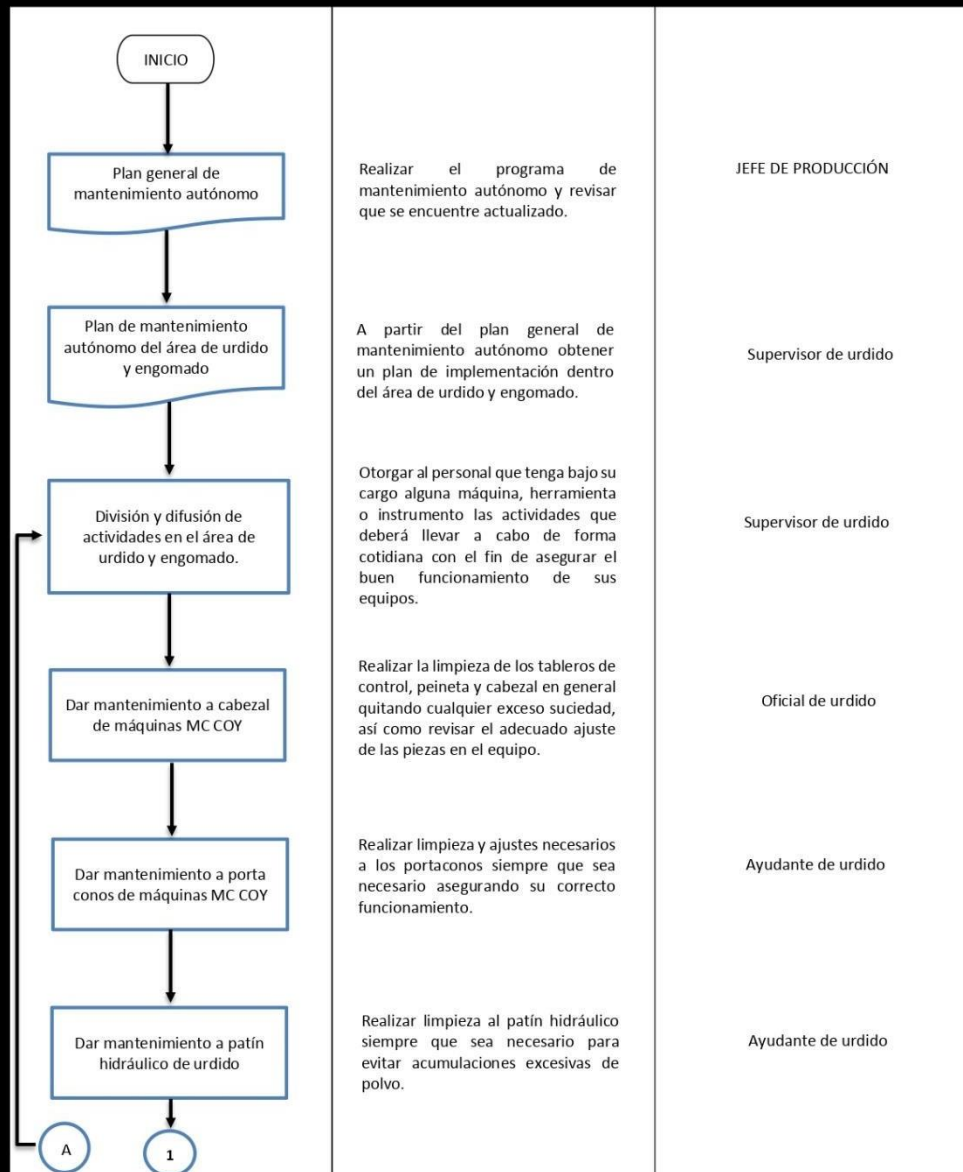 INICIO
Plan general de
mantenimiento autónomo
Realizar el programa de
mantenimiento autónomo y revisar
que se encuentre actualizado.
JEFE DE PRODUCCIÓN
Plan de mantenimiento
autónomo del área de urdido
y engomado
A partir del plan general de
mantenimiento autónomo obtener
un plan de implementación dentro
del área de urdido y engomado.
Supervisor de urdido
División y difusión de
actividades en el área de
urdido y engomado.
Otorgar al personal que tenga bajo su
cargo alguna máquina, herramienta
o instrumento las actividades que
deberá llevar a cabo de forma
cotidiana con el fin de asegurar el
buen funcionamiento de sus
equipos.
Supervisor de urdido
Dar mantenimiento a cabezal
de máquinas MC COY
Realizar la limpieza de los tableros de
control, peineta y cabezal en general
quitando cualquier exceso suciedad,
así como revisar el adecuado ajuste
de las piezas en el equipo.
Oficial de urdido
Dar mantenimiento a porta
conos de máquinas MC COY
Realizar limpieza y ajustes necesarios
a los portaconos siempre que sea
necesario asegurando su correcto
funcionamiento.
Ayudante de urdido
Dar mantenimiento a patín
hidráulico de urdido
Realizar limpieza al patín hidráulico
siempre que sea necesario para
evitar acumulaciones excesivas de
polvo.
Ayudante de urdido
A
1